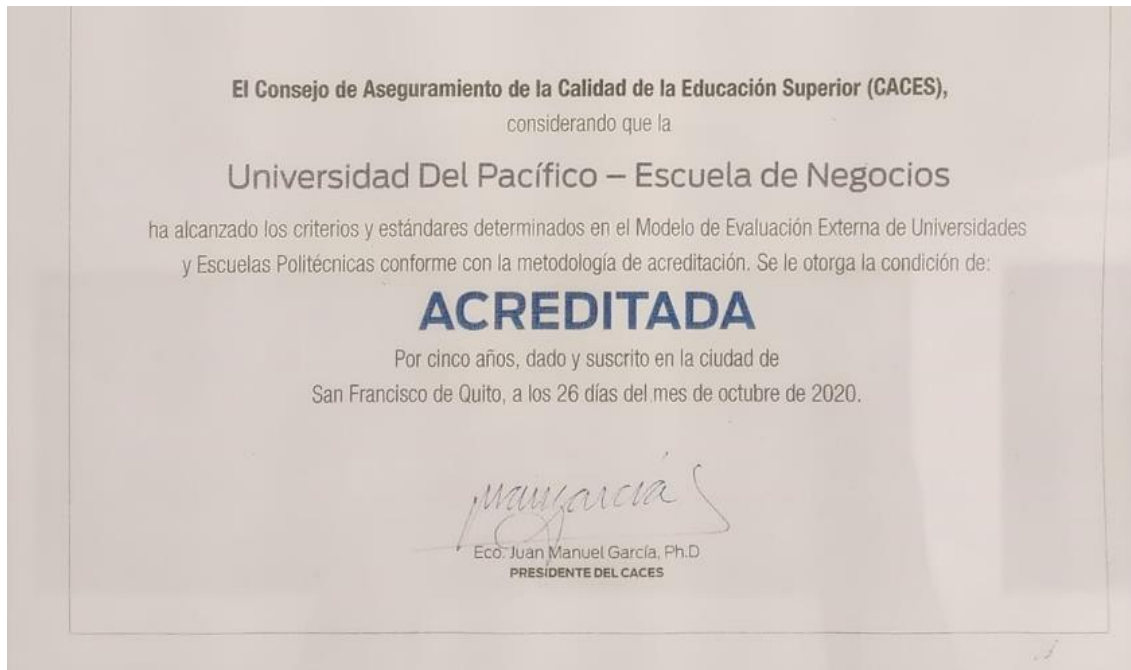 El Consejo de Aseguramiento de la Calidad de la Educación Superior (CACES),
considerando que la
Universidad Del Pacífico – Escuela de Negocios
ha alcanzado los criterios y estándares determinados en el Modelo de Evaluación Externa de Universidades
y Escuelas Politécnicas conforme con la metodología de acreditación. Se le otorga la condición de:
ACREDITADA
Por cinco años, dado y suscrito en la ciudad de
San Francisco de Quito, a los 26 días del mes de octubre de 2020.
Eco. Juan Manuel García, Ph.D
PRESIDENTE DEL CACES